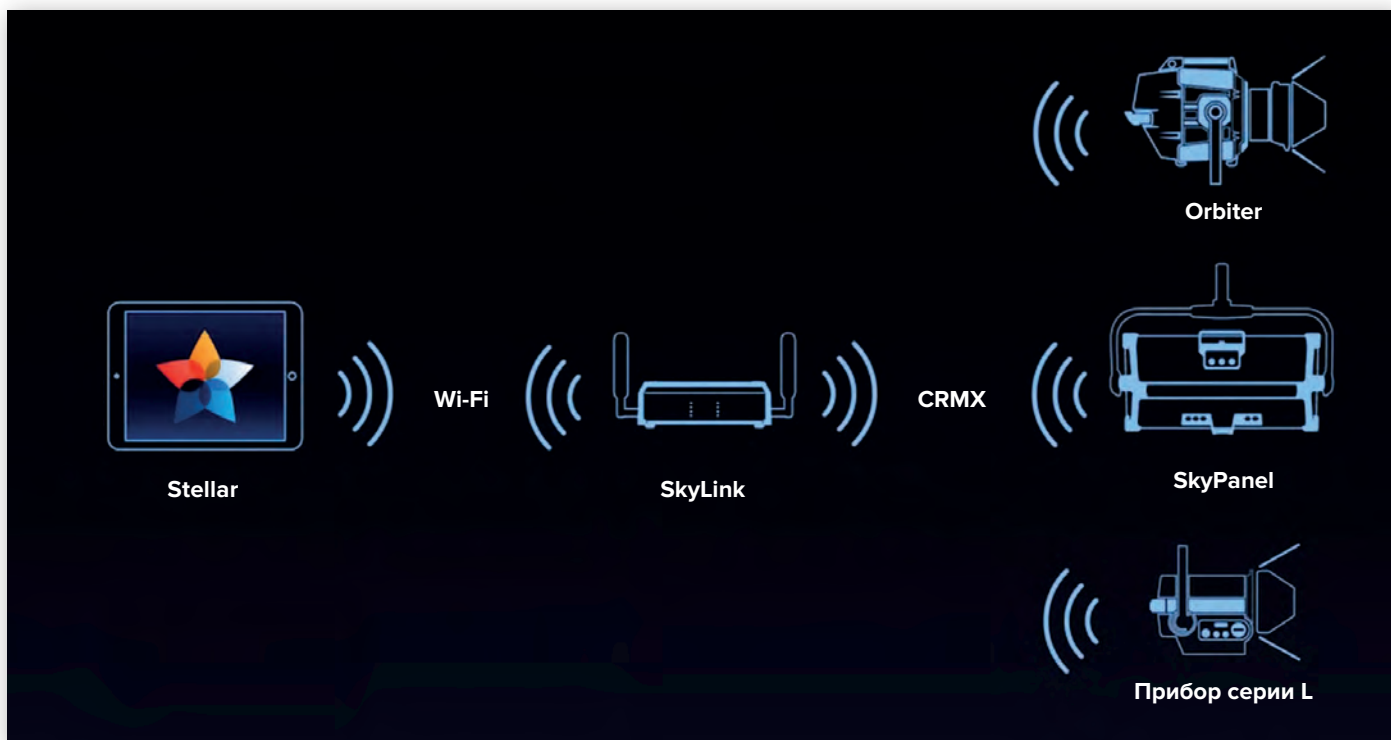 Orbiter
Wi-Fi
CRMX
Stellar
SkyLink
SkyPanel
Прибор серии L